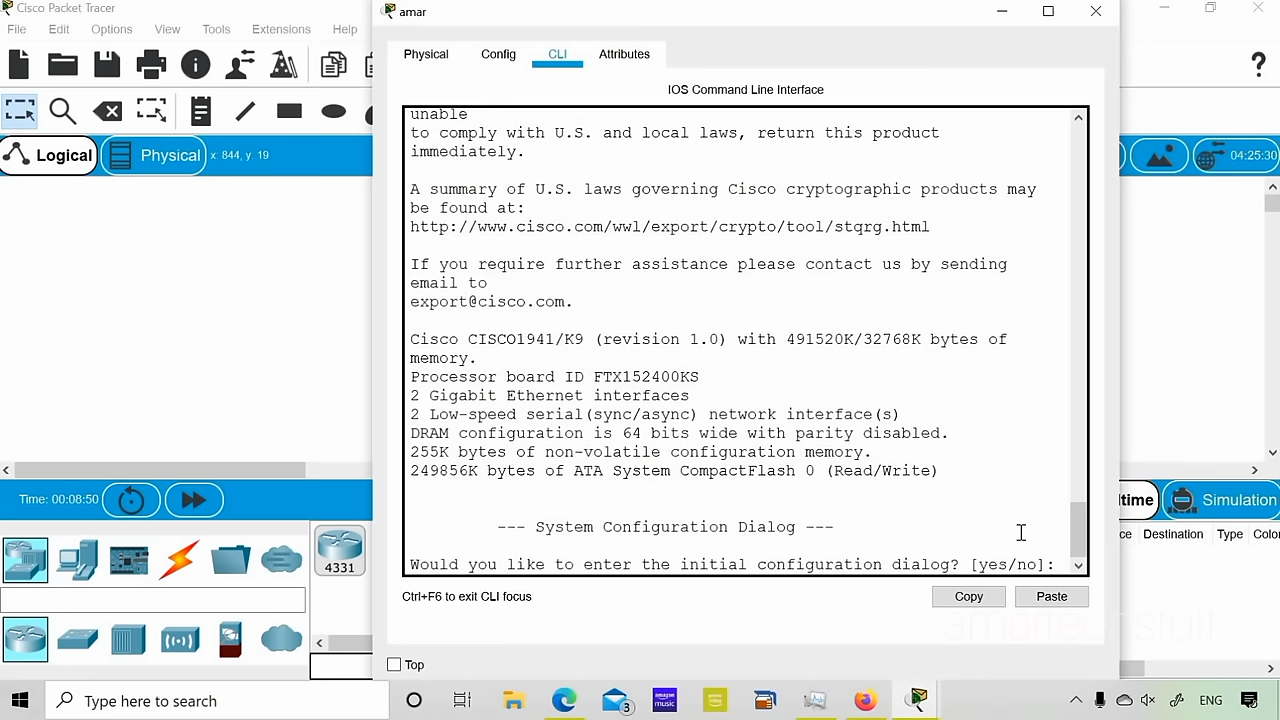 Cisco Packet Tracer
File Edit Options View Tools Extensions Help
Logical
Physical
x: 844, y: 19
amar
Physical Config CLI Attributes
IOS Command Line Interface
unable
to comply with U.S. and local laws, return this product
immediately.
A summary of U.S. laws governing Cisco cryptographic products may
be found at:
http://www.cisco.com/wwl/export/crypto/tool/stqrg.html
If you require further assistance please contact us by sending
email to
export@cisco.com.
Cisco CISCO1941/K9 (revision 1.0) with 491520K/32768K bytes of
memory.
Processor board ID FTX152400KS
2 Gigabit Ethernet interfaces
2 Low-speed serial(sync/async) network interface(s)
DRAM configuration is 64 bits wide with parity disabled.
255K bytes of non-volatile configuration memory.
249856K bytes of ATA System CompactFlash 0 (Read/Write)
--- System Configuration Dialog ---
Would you like to enter the initial configuration dialog? [yes/no]:
Ctrl+F6 to exit CLI focus
Copy
Paste
Top
04:25:30
Time: 00:08:50
4331
ltime
Simulation
ce Destination Type Color
Type here to search
3
amazon
music
ENG